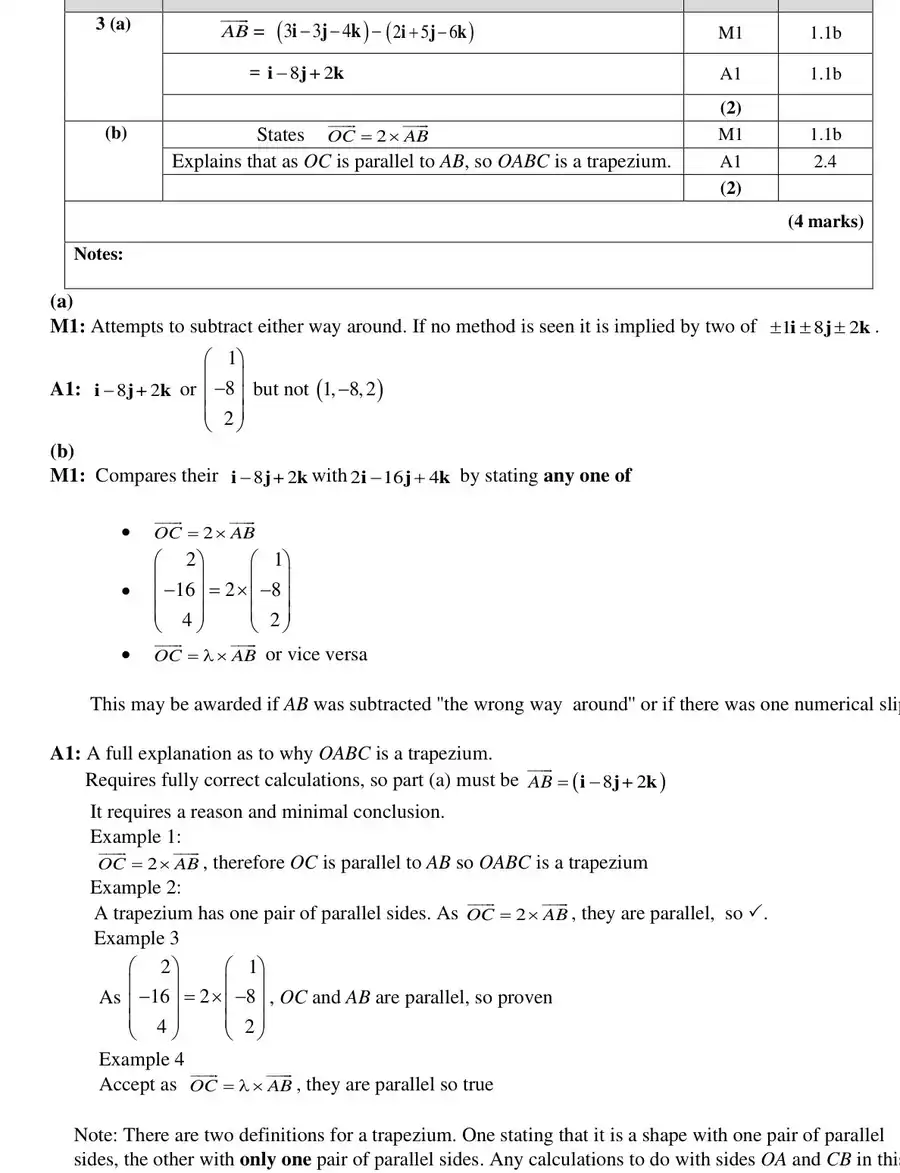 3 (a) AB = (3i − 3j − 4k) − (2i + 5j − 6k) M1 1.1b
= i − 8j + 2k A1 1.1b
(2)
(b) States OC = 2 × AB M1 1.1b
Explains that as OC is parallel to AB, so OABC is a trapezium. A1 2.4
(2)
(4 marks)
Notes:
(a)
M1: Attempts to subtract either way around. If no method is seen it is implied by two of ±1i ± 8j ± 2k .
A1: i − 8j + 2k or (1 −8 2) but not (1, −8, 2)
(b)
M1: Compares their i − 8j + 2k with 2i − 16j + 4k by stating any one of
• OC = 2 × AB
• (2 −16 4) = 2 × (1 −8 2)
• OC = λ × AB or vice versa
This may be awarded if AB was subtracted "the wrong way around" or if there was one numerical
A1: A full explanation as to why OABC is a trapezium.
Requires fully correct calculations, so part (a) must be AB = (i − 8j + 2k)
It requires a reason and minimal conclusion.
Example 1:
OC = 2 × AB , therefore OC is parallel to AB so OABC is a trapezium
Example 2:
A trapezium has one pair of parallel sides. As OC = 2 × AB , they are parallel, so ✓.
Example 3
As (2 −16 4) = 2 × (1 −8 2) , OC and AB are parallel, so proven
Example 4
Accept as OC = λ × AB , they are parallel so true
Note: There are two definitions for a trapezium. One stating that it is a shape with one pair of parallel
sides, the other with only one pair of parallel sides. Any calculations to do with sides OA and CB in